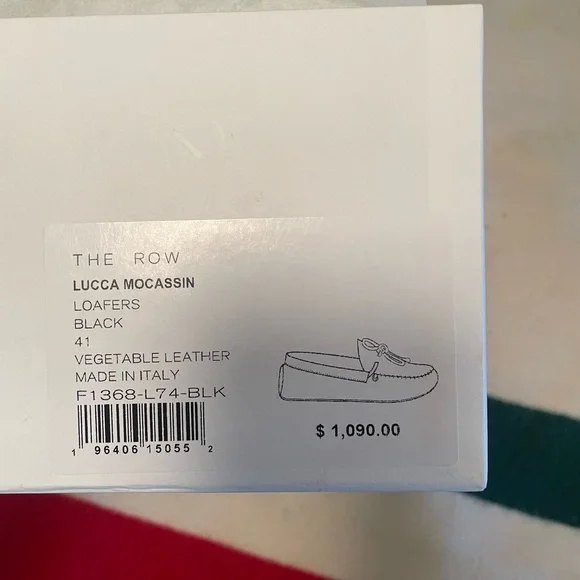 THE ROW
LUCCA MOCASSIN
LOAFERS
BLACK
41
VEGETABLE LEATHER
MADE IN ITALY
F1368-L74-BLK
1 96406 15055 2
$ 1,090.00